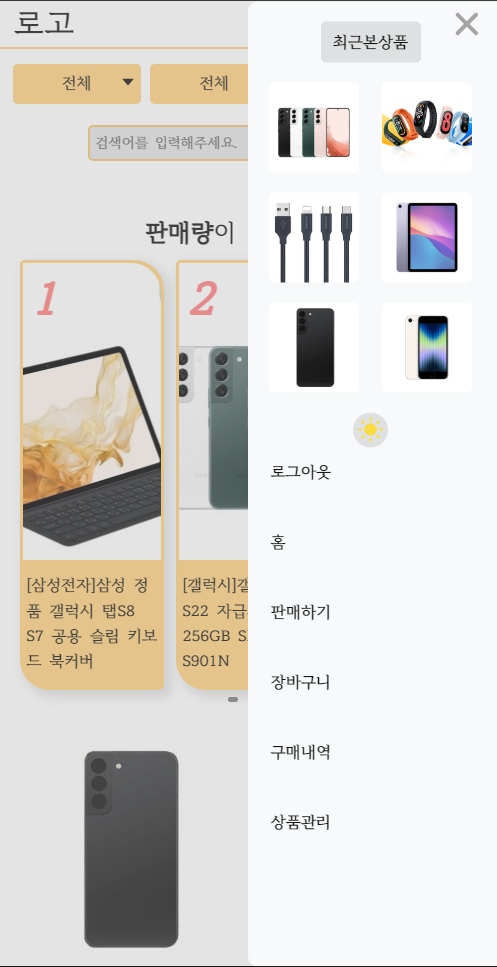 로고
전체
전체
검색어를 입력해주세요.
판매량이
1
2
[삼성전자]삼성 정
품 갤럭시 탭S8
S7 공용 슬림 키보
드 북커버
[갤럭시]갤
S22 자급
256GB S
S901N
최근본상품
로그아웃
홈
판매하기
장바구니
구매내역
상품관리